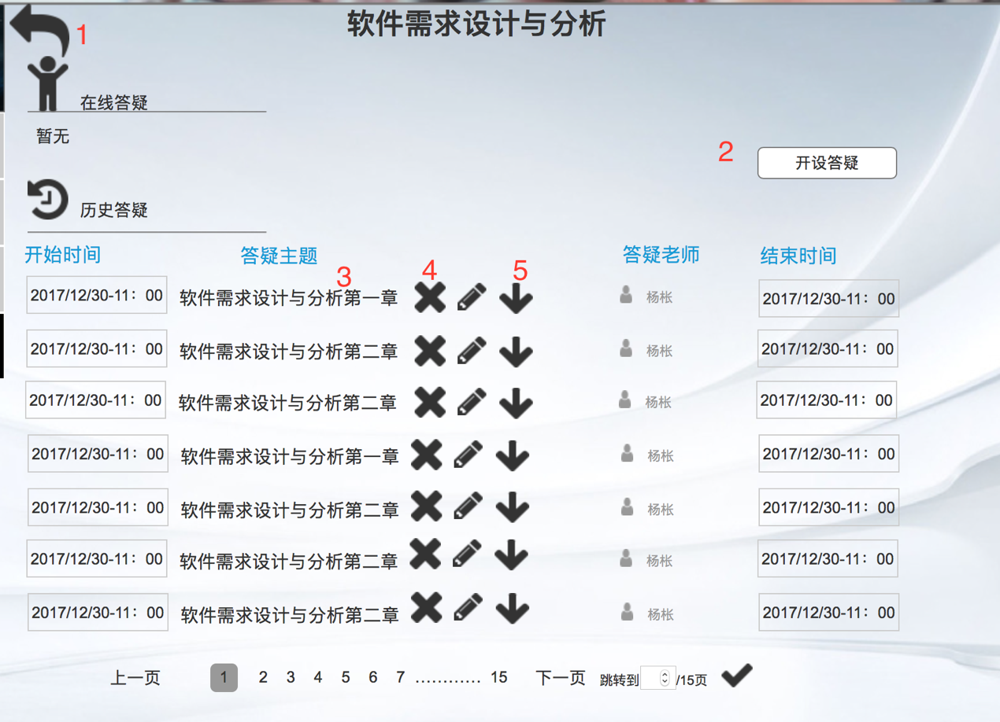 软件需求设计与分析
1
在线答疑
暂无
2
开设答疑
历史答疑
开始时间 答疑主题 答疑老师 结束时间
3 4 5
2017/12/30-11：00 软件需求设计与分析第一章 杨枨 2017/12/30-11：00
2017/12/30-11：00 软件需求设计与分析第二章 杨枨 2017/12/30-11：00
2017/12/30-11：00 软件需求设计与分析第二章 杨枨 2017/12/30-11：00
2017/12/30-11：00 软件需求设计与分析第一章 杨枨 2017/12/30-11：00
2017/12/30-11：00 软件需求设计与分析第二章 杨枨 2017/12/30-11：00
2017/12/30-11：00 软件需求设计与分析第二章 杨枨 2017/12/30-11：00
2017/12/30-11：00 软件需求设计与分析第二章 杨枨 2017/12/30-11：00
上一页 1 2 3 4 5 6 7 ............ 15 下一页 跳转到 /15页